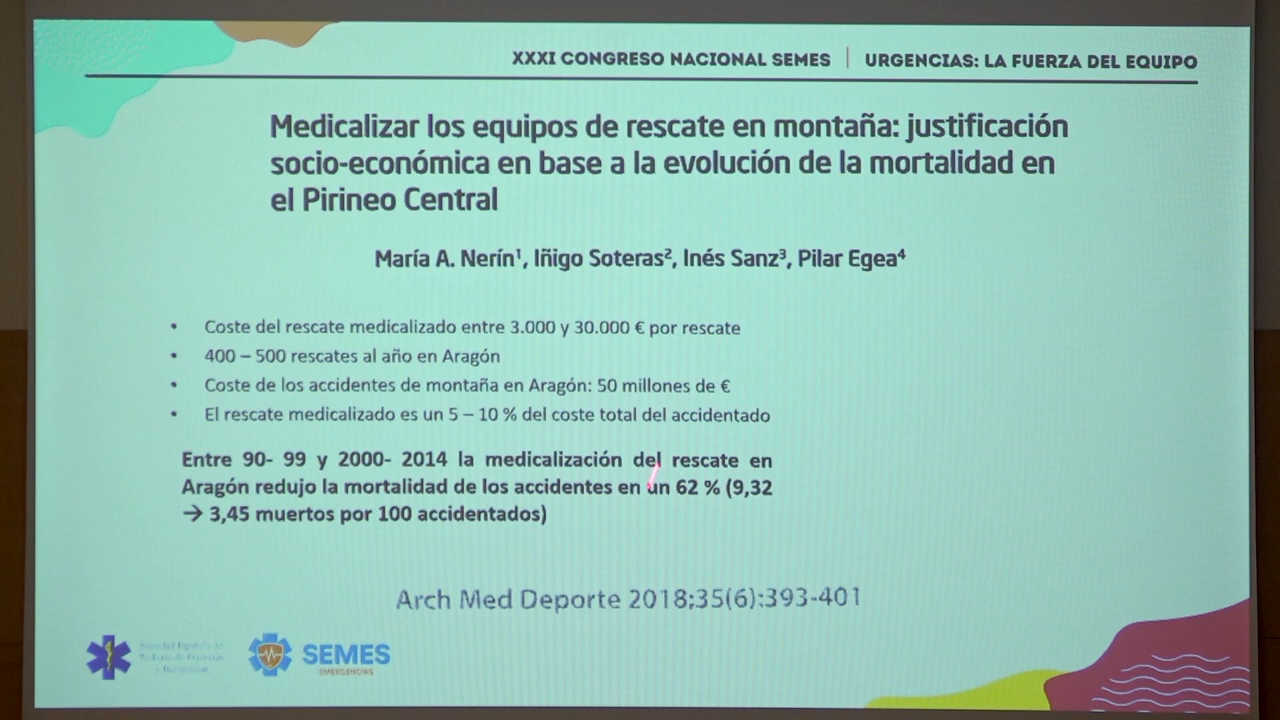 XXXI CONGRESO NACIONAL SEMES | URGENCIAS: LA FUERZA DEL EQUIPO
Medicalizar los equipos de rescate en montaña: justificación
socio-económica en base a la evolución de la mortalidad en
el Pirineo Central
María A. Nerín¹, Iñigo Soteras², Inés Sanz³, Pilar Egea⁴
• Coste del rescate medicalizado entre 3.000 y 30.000 € por rescate
• 400 – 500 rescates al año en Aragón
• Coste de los accidentes de montaña en Aragón: 50 millones de €
• El rescate medicalizado es un 5 – 10 % del coste total del accidentado
Entre 90- 99 y 2000- 2014 la medicalización del rescate en
Aragón redujo la mortalidad de los accidentes en un 62 % (9,32
→ 3,45 muertos por 100 accidentados)
Arch Med Deporte 2018;35(6):393-401
SEMES
EMERGENCIAS